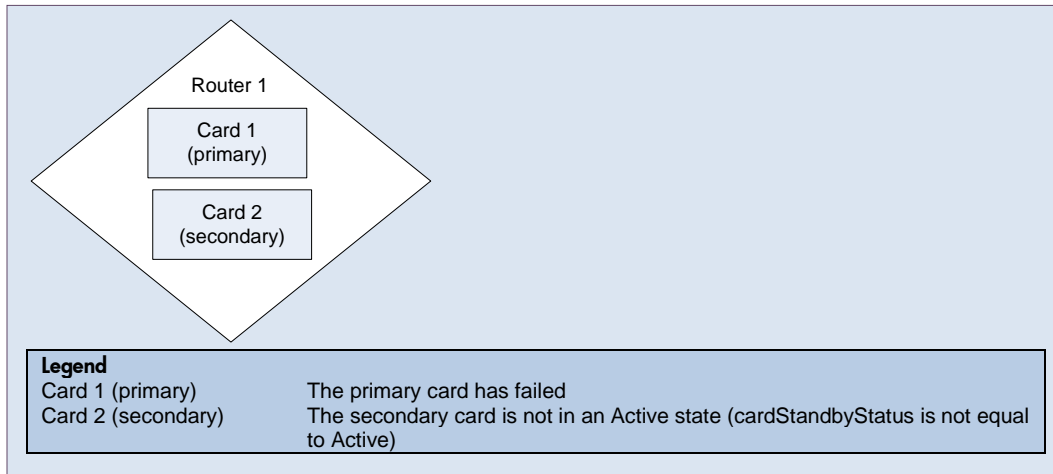 Router 1
Card 1
(primary)
Card 2
(secondary)
Legend
Card 1 (primary) The primary card has failed
Card 2 (secondary) The secondary card is not in an Active state (cardStandbyStatus is not equal
to Active)